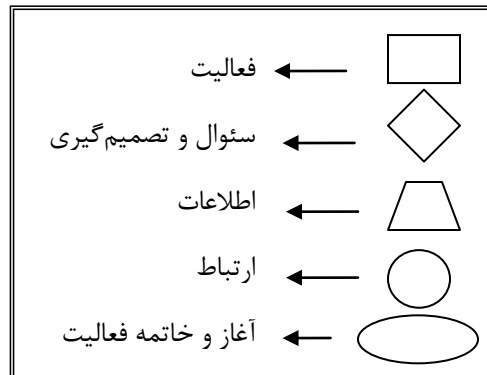 فعالیت
سئوال و تصمیم‌گیری
اطلاعات
ارتباط
آغاز و خاتمه فعالیت